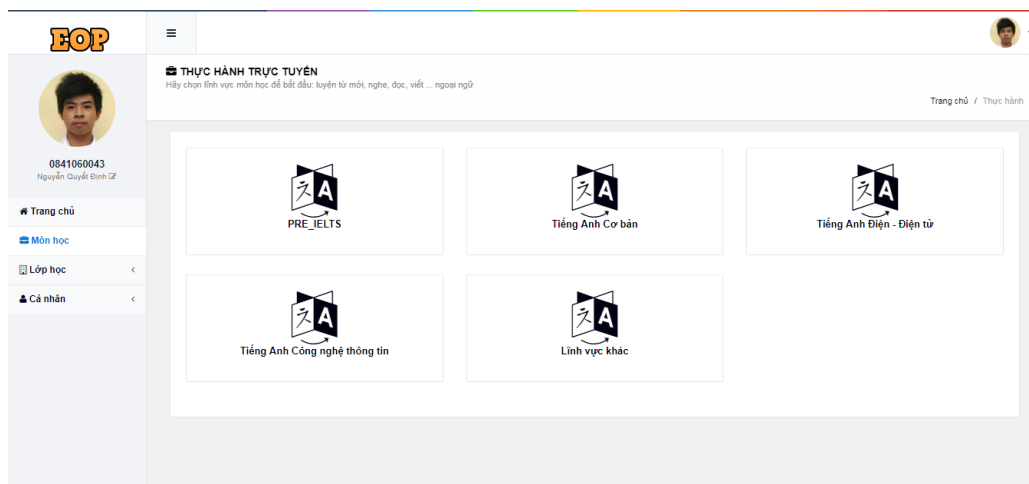 EOP
THỰC HÀNH TRỰC TUYẾN
Hãy chọn lĩnh vực môn học để bắt đầu: luyện từ mới, nghe, đọc, viết ... ngoại ngữ
Trang chủ / Thực hành
0841060043
Nguyễn Quyết Định
Trang chủ
Môn học
Lớp học
Cá nhân
PRE_IELTS
Tiếng Anh Cơ bản
Tiếng Anh Điện - Điện tử
Tiếng Anh Công nghệ thông tin
Lĩnh vực khác